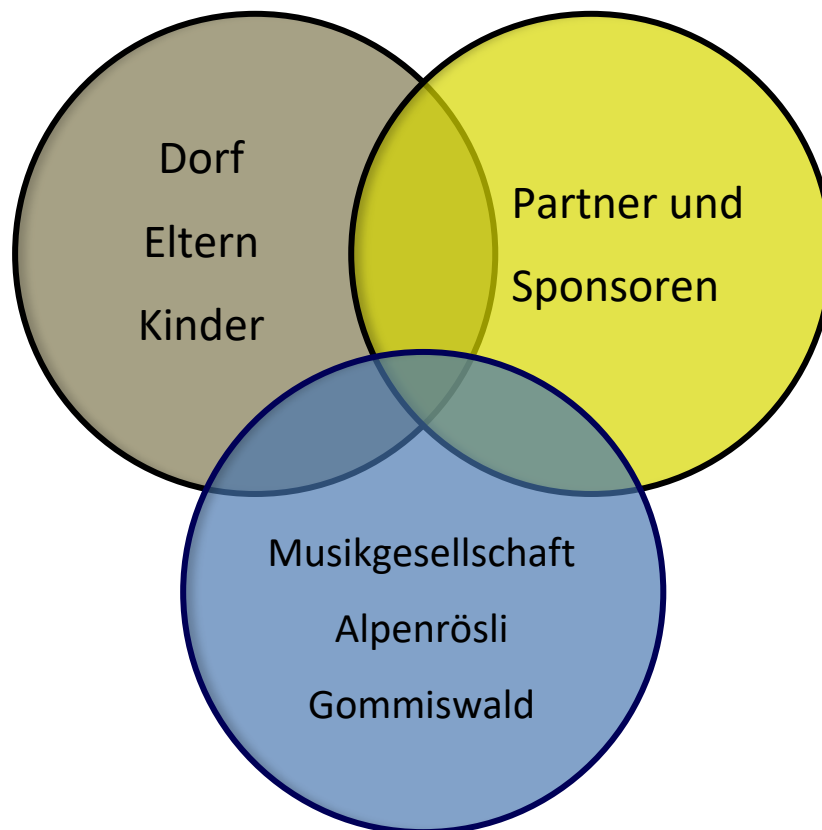 Dorf
Eltern
Kinder
Partner und
Sponsoren
Musikgesellschaft
Alpenrösli
Gommiswald